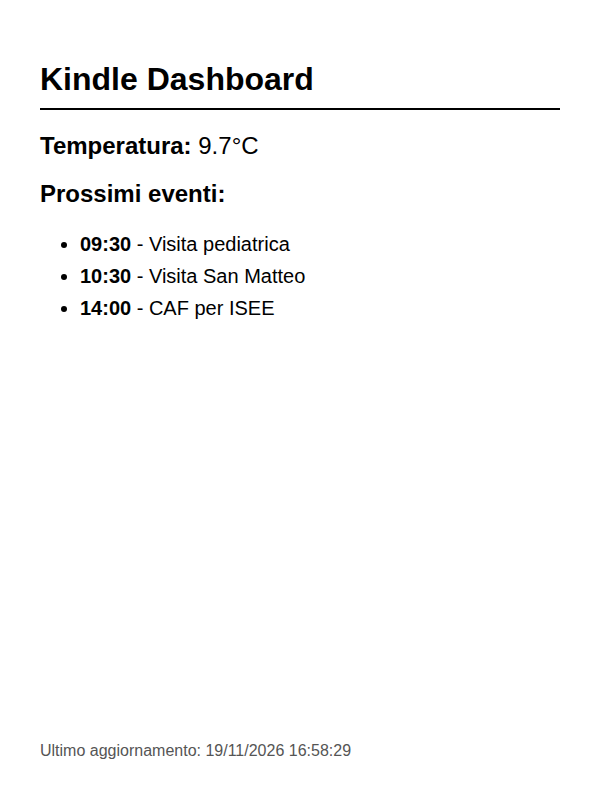 Kindle Dashboard
Temperatura: 9.7°C
Prossimi eventi:
09:30 - Visita pediatrica
10:30 - Visita San Matteo
14:00 - CAF per ISEE
Ultimo aggiornamento: 19/11/2026 16:58:29